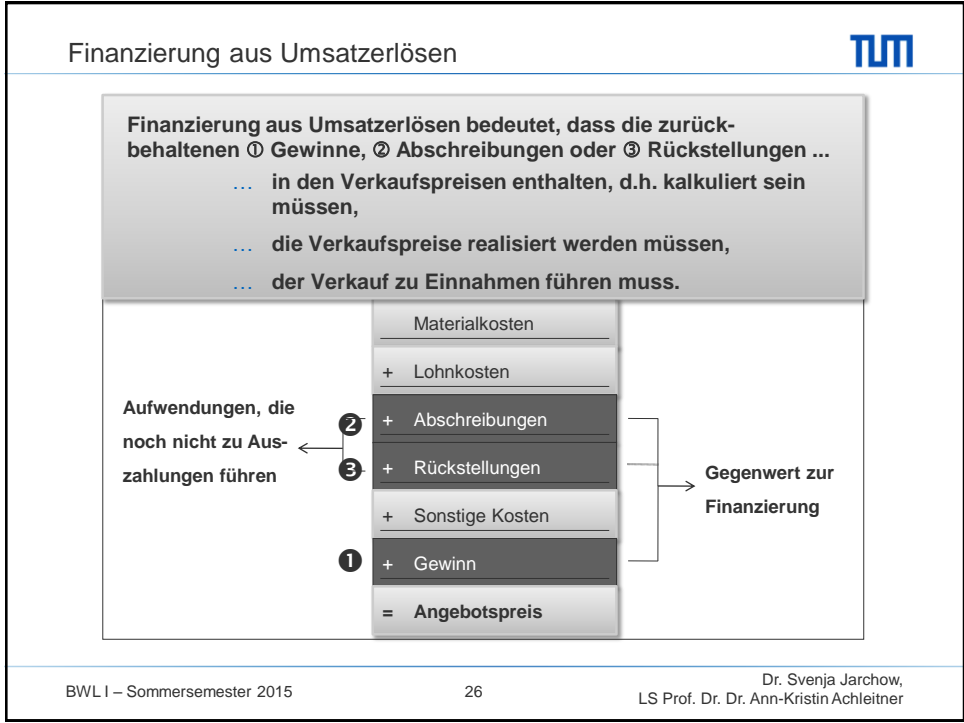 Finanzierung aus Umsatzerlösen
TUM
Finanzierung aus Umsatzerlösen bedeutet, dass die zurück-
behaltenen ① Gewinne, ② Abschreibungen oder ③ Rückstellungen ...
… in den Verkaufspreisen enthalten, d.h. kalkuliert sein
müssen,
… die Verkaufspreise realisiert werden müssen,
… der Verkauf zu Einnahmen führen muss.
Materialkosten
+ Lohnkosten
Aufwendungen, die
noch nicht zu Aus-
zahlungen führen
❷ + Abschreibungen
❸ + Rückstellungen
Gegenwert zur
Finanzierung
+ Sonstige Kosten
❶ + Gewinn
= Angebotspreis
BWL I – Sommersemester 2015
26
Dr. Svenja Jarchow,
LS Prof. Dr. Dr. Ann-Kristin Achleitner